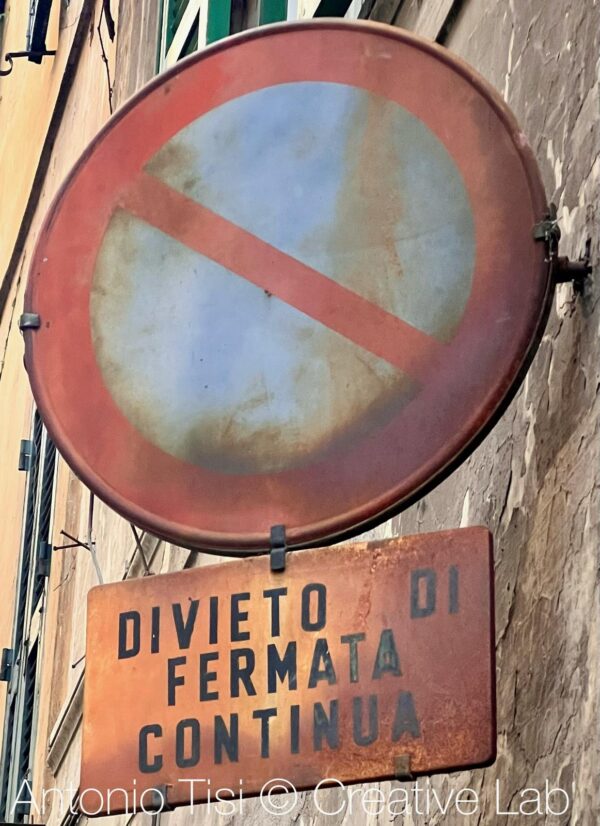 DIVIETO DI
FERMATA
CONTINUA
Antonio Tisi © Creative Lab